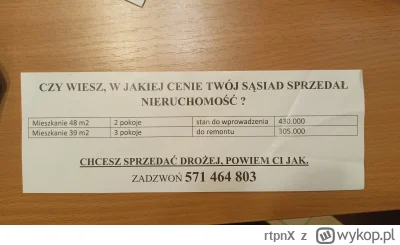 CZY WIESZ, W JAKIEJ CENIE TWÓJ SĄSIAD SPRZEDAŁ
NIERUCHOMOŚĆ ?
Mieszkanie 48 m2 2 pokoje stan do wprowadzenia 430.000
Mieszkanie 39 m2 3 pokoje do remontu 305.000
CHCESZ SPRZEDAĆ DROŻEJ, POWIEM CI JAK.
ZADZWOŃ 571 464 803
rtpnX z wykop.pl